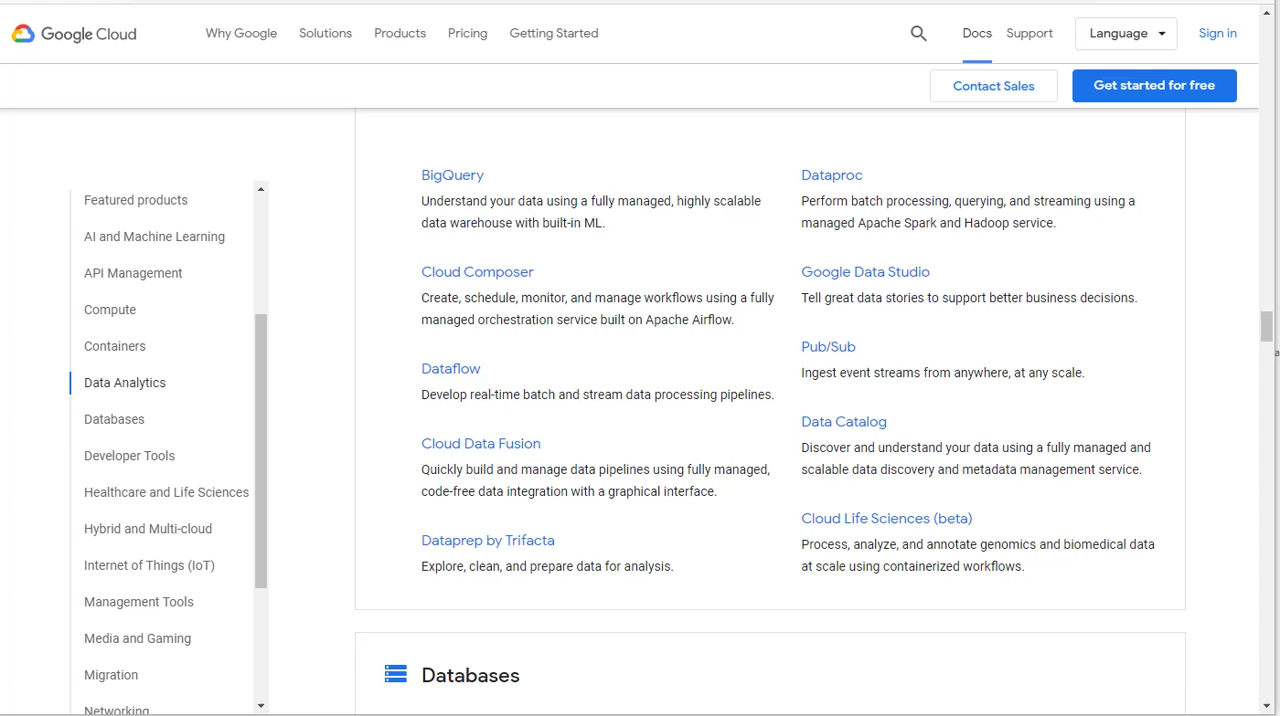 Google Cloud
Why Google
Solutions
Products
Pricing
Getting Started
Docs
Support
Language
Sign in
Contact Sales
Get started for free
Featured products
AI and Machine Learning
API Management
Compute
Containers
Data Analytics
Databases
Developer Tools
Healthcare and Life Sciences
Hybrid and Multi-cloud
Internet of Things (IoT)
Management Tools
Media and Gaming
Migration
Networking
BigQuery
Understand your data using a fully managed, highly scalable
data warehouse with built-in ML.
Cloud Composer
Create, schedule, monitor, and manage workflows using a fully
managed orchestration service built on Apache Airflow.
Dataflow
Develop real-time batch and stream data processing pipelines.
Cloud Data Fusion
Quickly build and manage data pipelines using fully managed,
code-free data integration with a graphical interface.
Dataprep by Trifacta
Explore, clean, and prepare data for analysis.
Dataproc
Perform batch processing, querying, and streaming using a
managed Apache Spark and Hadoop service.
Google Data Studio
Tell great data stories to support better business decisions.
Pub/Sub
Ingest event streams from anywhere, at any scale.
Data Catalog
Discover and understand your data using a fully managed and
scalable data discovery and metadata management service.
Cloud Life Sciences (beta)
Process, analyze, and annotate genomics and biomedical data
at scale using containerized workflows.
Databases